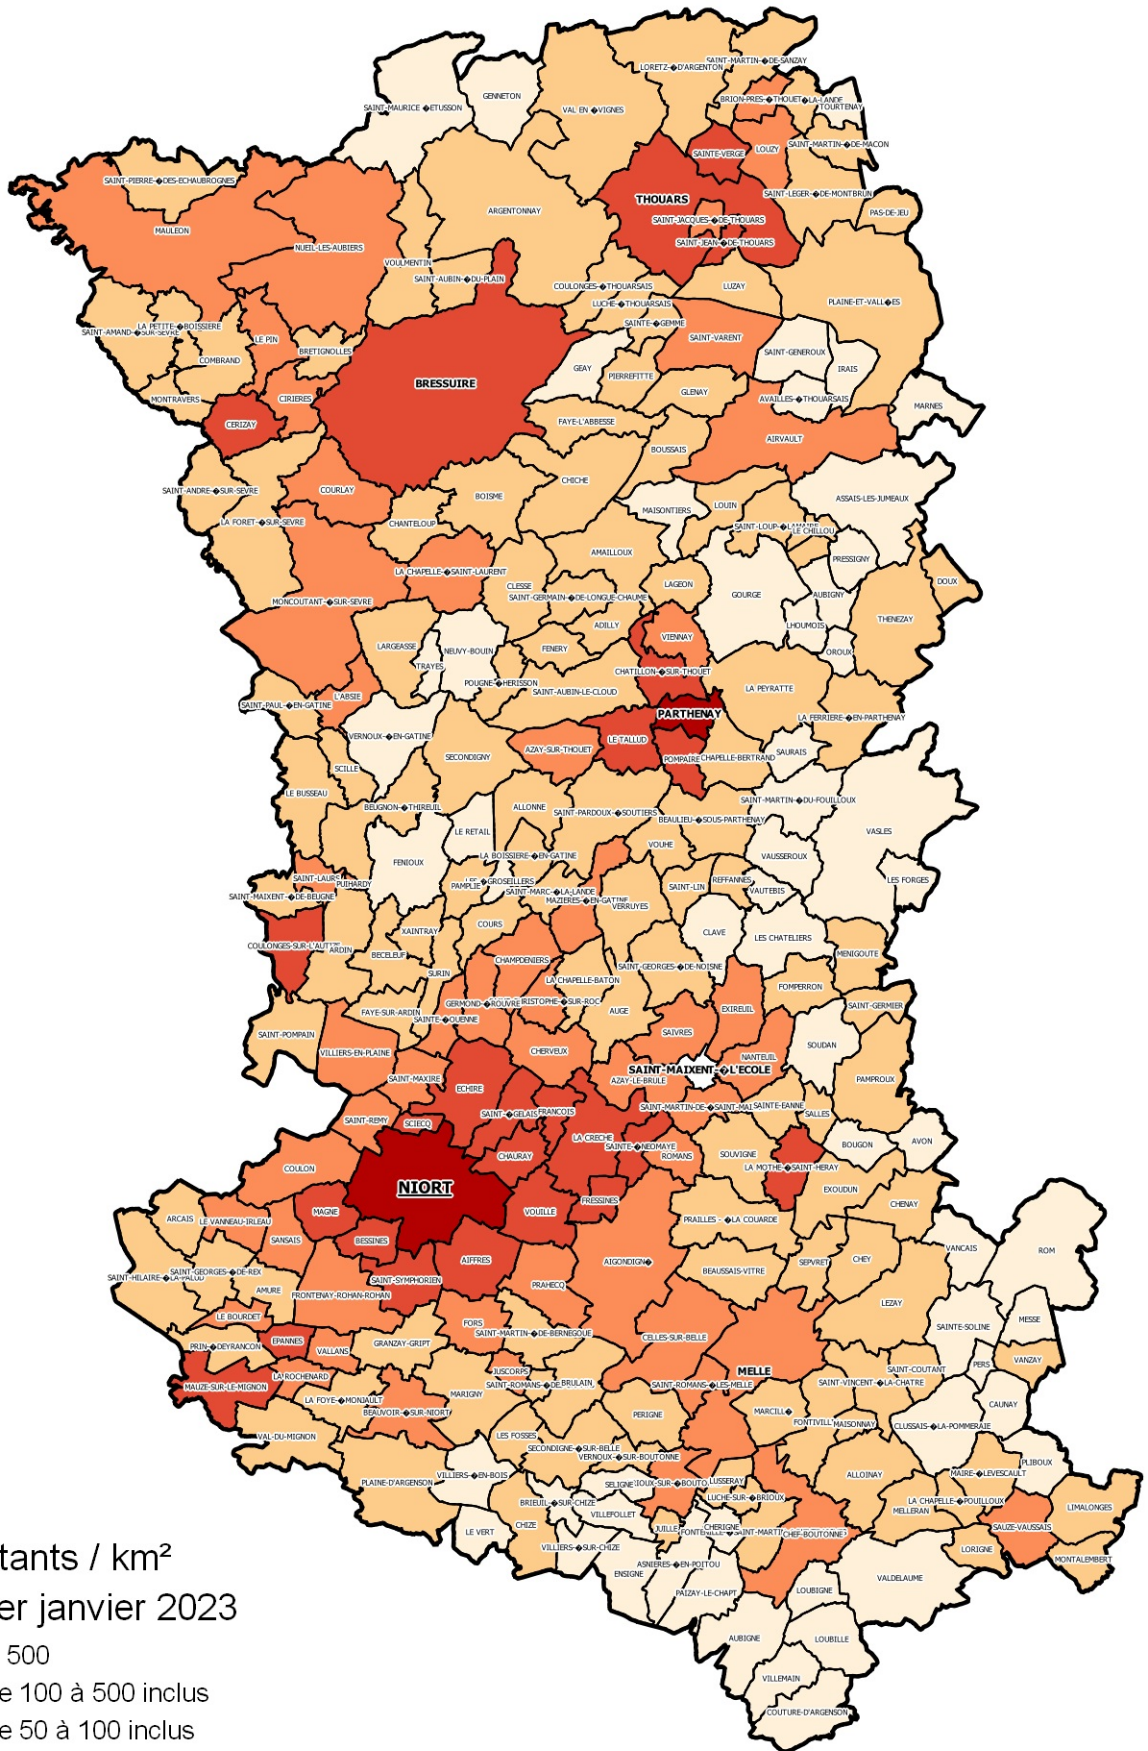 SAINT-MARTIN-�DE-SANZAY
LORETZ-�D'ARGENTON
GENNETON
SAINT-MAURICE �ETUSSON
VAL EN �VIGNES
BRION-PRES-�THOUET
�LA-LANDE
TOURTENAY
LOUZY
SAINT-MARTIN-�DE-MACON
SAINTE-VERGE
SAINT-PIERRE-�DES-ECHAUBROGNES
THOUARS
SAINT-LEGER-�DE-MONTBRUN
ARGENTONNAY
PAS-DE-JEU
SAINT-JACQUES-�DE-THOUARS
MAULEON
SAINT-JEAN-�DE-THOUARS
NUEIL-LES-AUBIERS
VOULMENTIN
SAINT-AUBIN-�DU-PLAIN
COULONGES-�THOUARSAIS
LUZAY
PLAINE-ET-VALL�ES
LUCHE-�THOUARSAIS
SAINTE-�GEMME
LA PETITE-�BOISSIERE
SAINT-AMAND-�SUR-SEVRE
LE PIN
SAINT-VARENT
BRETIGNOLLES
SAINT-GENEROUX
COMBRAND
GEAY
IRAIS
PIERREFITTE
BRESSUIRE
GLENAY
MONTRAVERS
CIRIERES
AVAILLES-�THOUARSAIS
MARNES
CERIZAY
FAYE-L'ABBESSE
AIRVAULT
BOUSSAIS
CHICHE
SAINT-ANDRE-�SUR-SEVRE
COURLAY
BOISME
ASSAIS-LES-JUMEAUX
MAISONTIERS
LOUIN
LA FORET-�SUR-SEVRE
CHANTELOUP
LE CHILLOU
AMAILLOUX
PRESSIGNY
LA CHAPELLE-�SAINT-LAURENT
CLESSE
LAGEON
DOUX
GOURGE
AUBIGNY
SAINT-GERMAIN-�DE-LONGUE-CHAUME
MONCOUTANT-�SUR-SEVRE
THENEZAY
ADILLY
LHOUMOIS
VIENNAY
LARGEASSE
FENERY
NEUVY-BOUIN
OROUX
TRAYES
CHATILLON-�SUR-THOUET
POUGNE-�HERISSON
LA PEYRATTE
SAINT-AUBIN-LE-CLOUD
L'ABSIE
SAINT-PAUL-�EN-GATINE
PARTHENAY
LA FERRIERE-�EN-PARTHENAY
VERNOUX-�EN-GATINE
LE TALLUD
AZAY-SUR-THOUET
SAURAIS
SECONDIGNY
POMPAIRE
CHAPELLE-BERTRAND
SCILLE
LE BUSSEAU
SAINT-MARTIN-�DU-FOUILLOUX
BEUGNON-�THIREUIL
ALLONNE
SAINT-PARDOUX-�SOUTIERS
BEAULIEU-�SOUS-PARTHENAY
LE RETAIL
VASLES
VOUHE
LA BOISSIERE-�EN-GATINE
VAUSSEROUX
FENIOUX
SAINT-LAURS
LES FORGES
PUIHARDY
PAMPLIE
�GROSEILLERS
REFFANNES
SAINT-LIN
VAUTEBIS
SAINT-MARC-�LA-LANDE
SAINT-MAIXENT-�DE-BEUGNE
MAZIERES-�EN-GATINE
VERRUYES
COURS
XAINTRAY
CLAVE
LES CHATELIERS
COULONGES-SUR-L'AUTIZE
ARDIN
BECELEUF
MENIGOUTE
CHAMPDENIERS
SAINT-GEORGES-�DE-NOISNE
SURIN
LA CHAPELLE-BATON
FOMPERRON
GERMOND-�ROUVRE
RISTOPHE-�SUR-ROC
SAINT-GERMIER
EXIREUIL
AUGE
FAYE-SUR-ARDIN
SAINTE-�OUENNE
SAINT-POMPAIN
SAIVRES
SOUDAN
VILLIERS-EN-PLAINE
CHERVEUX
NANTEUIL
SAINT-MAIXENT-�L'ECOLE
SAINT-MAXIRE
AZAY-LE-BRULE
PAMPROUX
ECHIRE
SAINT-MARTIN-DE-�SAINT-MAI
SAINTE-EANNE
SAINT-�GELAIS
FRANCOIS
SALLES
SAINT-REMY
SCIECQ
LA CRECHE
AVON
BOUGON
SAINTE-�NEOMAYE
SOUVIGNE
CHAURAY
ROMANS
COULON
LA MOTHE-�SAINT-HERAY
NIORT
EXOUDUN
FRESSINES
CHENAY
MAGNE
VOUILLE
ARCAIS
LE VANNEAU-IRLEAU
PRAILLES - �LA COUARDE
BESSINES
SANSAIS
VANCAIS
ROM
AIFFRES
CHEY
AIGONDIGN�
SEPVRET
BEAUSSAIS-VITRE
SAINT-GEORGES-�DE-REX
SAINT-HILAIRE-�LA-PALUD
SAINT-SYMPHORIEN
PRAHECQ
AMURE
FRONTENAY-ROHAN-ROHAN
LEZAY
LE BOURDET
MESSE
FORS
SAINTE-SOLINE
SAINT-MARTIN-�DE-BERNEGOUE
CELLES-SUR-BELLE
EPANNES
GRANZAY-GRIPT
PRIN-�DEYRANCON
VALLANS
VANZAY
PERS
SAINT-COUTANT
MELLE
JUSCORPS
LA ROCHENARD
SAINT-VINCENT-�LA-CHATRE
SAINT-ROMANS-�LES-MELLE
BRULAIN
MAUZE-SUR-LE-MIGNON
MARIGNY
LA FOYE-�MONJAULT
CAUNAY
BEAUVOIR-�SUR-NIORT
MARCILL�
PERIGNE
MAISONNAY
CLUSSAIS-�LA-POMMERAIE
VAL-DU-MIGNON
LES FOSSES
SECONDIGNE-�SUR-BELLE
VERNOUX-�SUR-BOUTONNE
PLIBOUX
MAIRE-�LEVESCAULT
VILLIERS-�EN-BOIS
ALLOINAY
PLAINE-D'ARGENSON
SELIGNE
LUSSERAY
LUCHE-SUR-�BRIOUX
LA CHAPELLE-�POUILLOUX
BRIEUIL-�SUR-CHIZE
LIMALONGES
MELLERAN
VILLEFOLLET
CHIZE
SAUZE-VAUSSAIS
CHERIGNE
JUILLE
LE VERT
CHEF-BOUTONNE
VILLIERS-�SUR-CHIZE
LORIGNE
MONTALEMBERT
ASNIERES-�EN-POITOU
ENSIGNE
VALDELAUME
PAIZAY-LE-CHAPT
LOUBIGNE
tants / km²
er janvier 2023
AUBIGNE
LOUBILLE
500
VILLEMAIN
e 100 à 500 inclus
COUTURE-D'ARGENSON
e 50 à 100 inclus